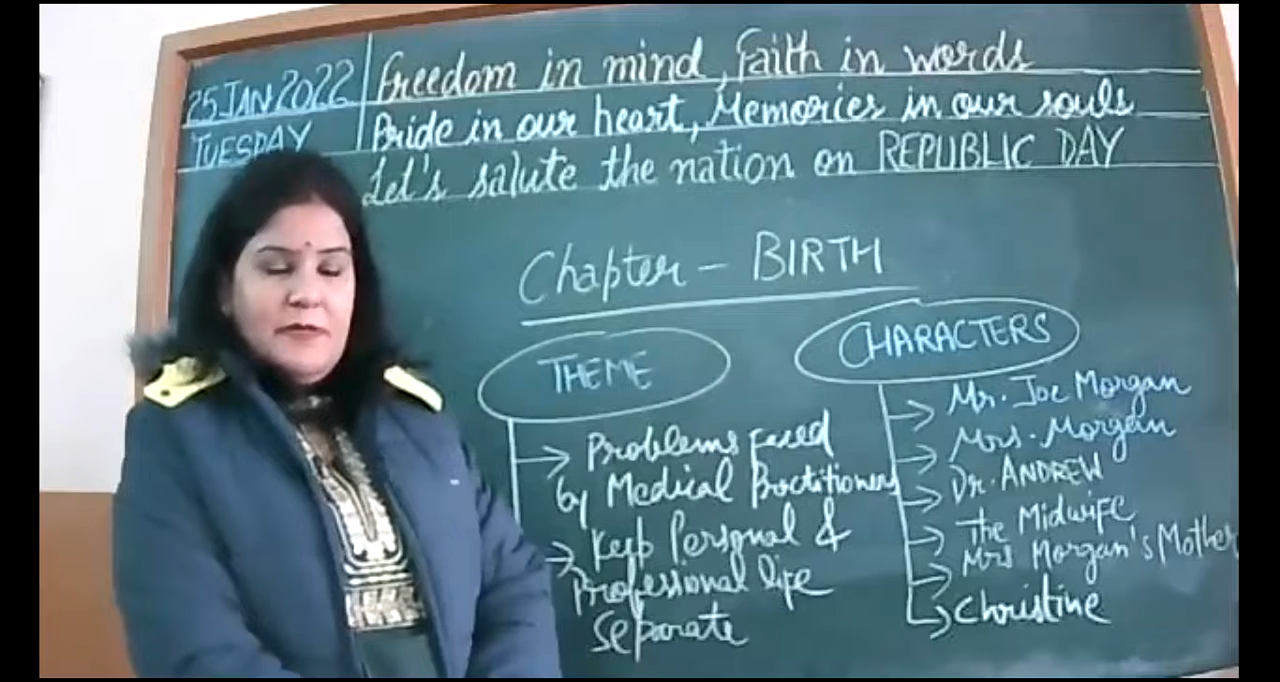 25 JAN 2022
TUESDAY
Freedom in mind, Faith in words
Pride in our heart, Memories in our souls
Let's salute the nation on REPUBLIC DAY
Chapter - BIRTH
THEME
→ Problems faced
by Medical Practitioners
→ Keep Personal &
Professional life
Separate
CHARACTERS
→ Mr. Joe Morgan
→ Mrs. Morgan
→ Dr. ANDREW
→ The Midwife
→ Mrs Morgan's Mother
→ Christine